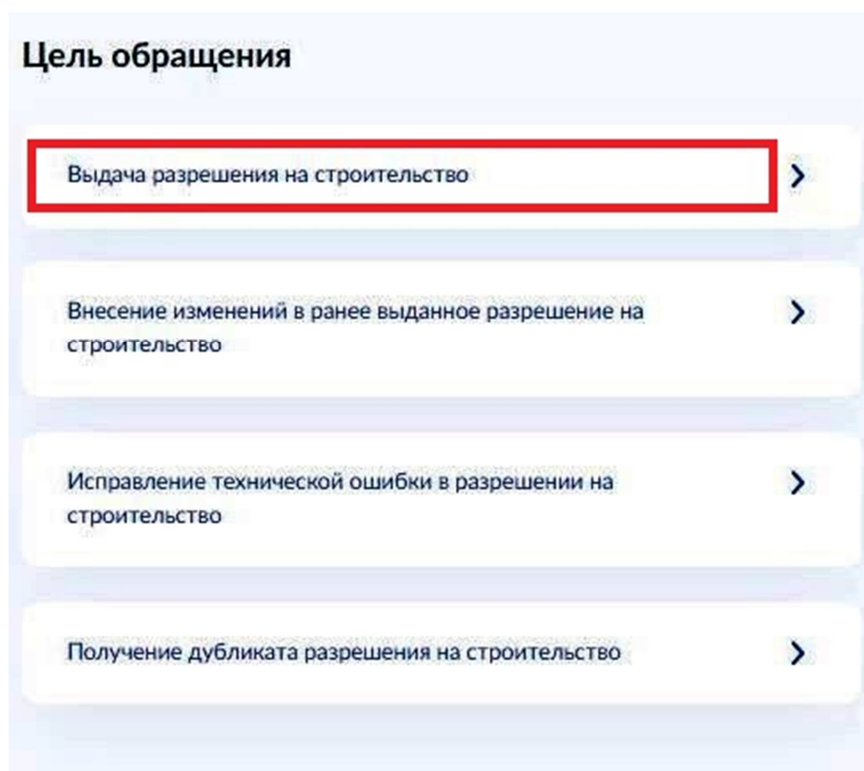 Цель обращения
Выдача разрешения на строительство
Внесение изменений в ранее выданное разрешение на
строительство
Исправление технической ошибки в разрешении на
строительство
Получение дубликата разрешения на строительство